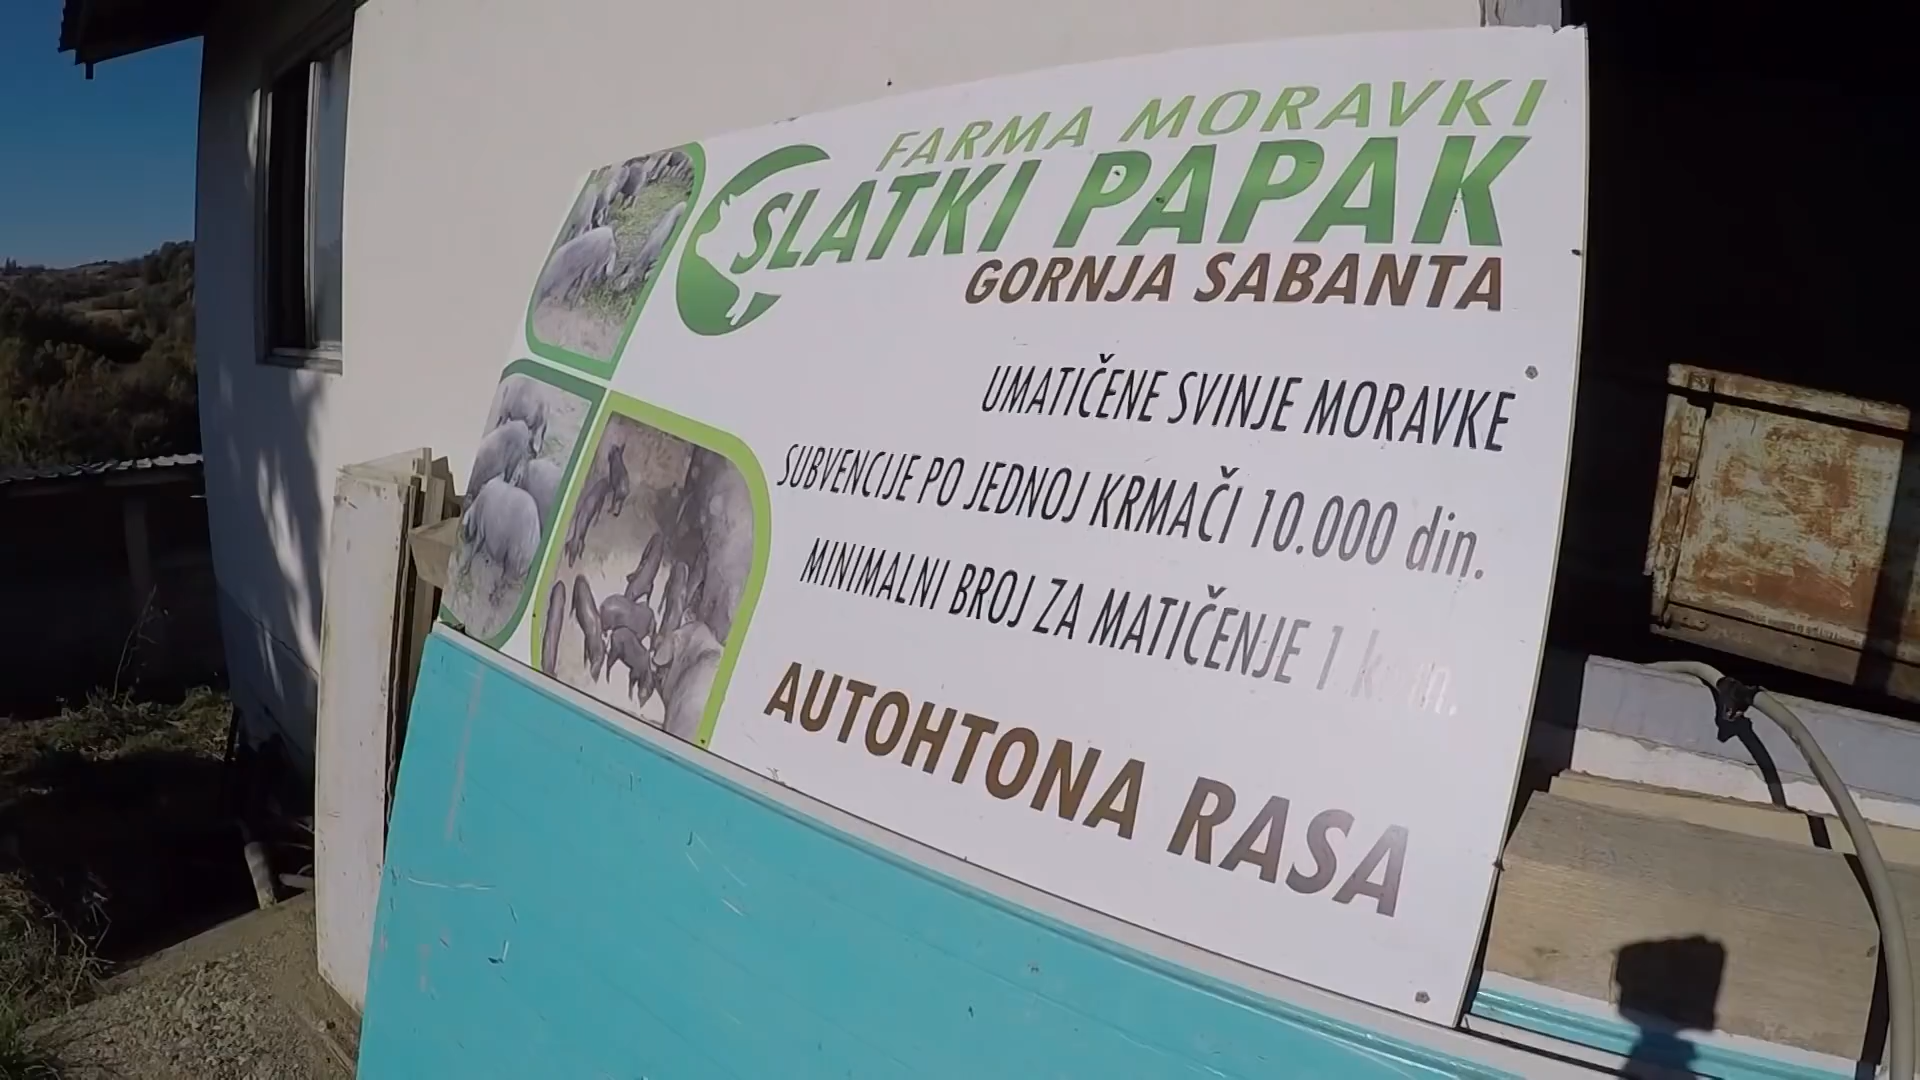 FARMA MORAVKI
SLATKI PAPAK
GORNJA SABANTA
UMATIČENE SVINJE MORAVKE
SUBVENCIJE PO JEDNOJ KRMAČI 10.000 din.
MINIMALNI BROJ ZA MATIČENJE 1
AUTOHTONA RASA